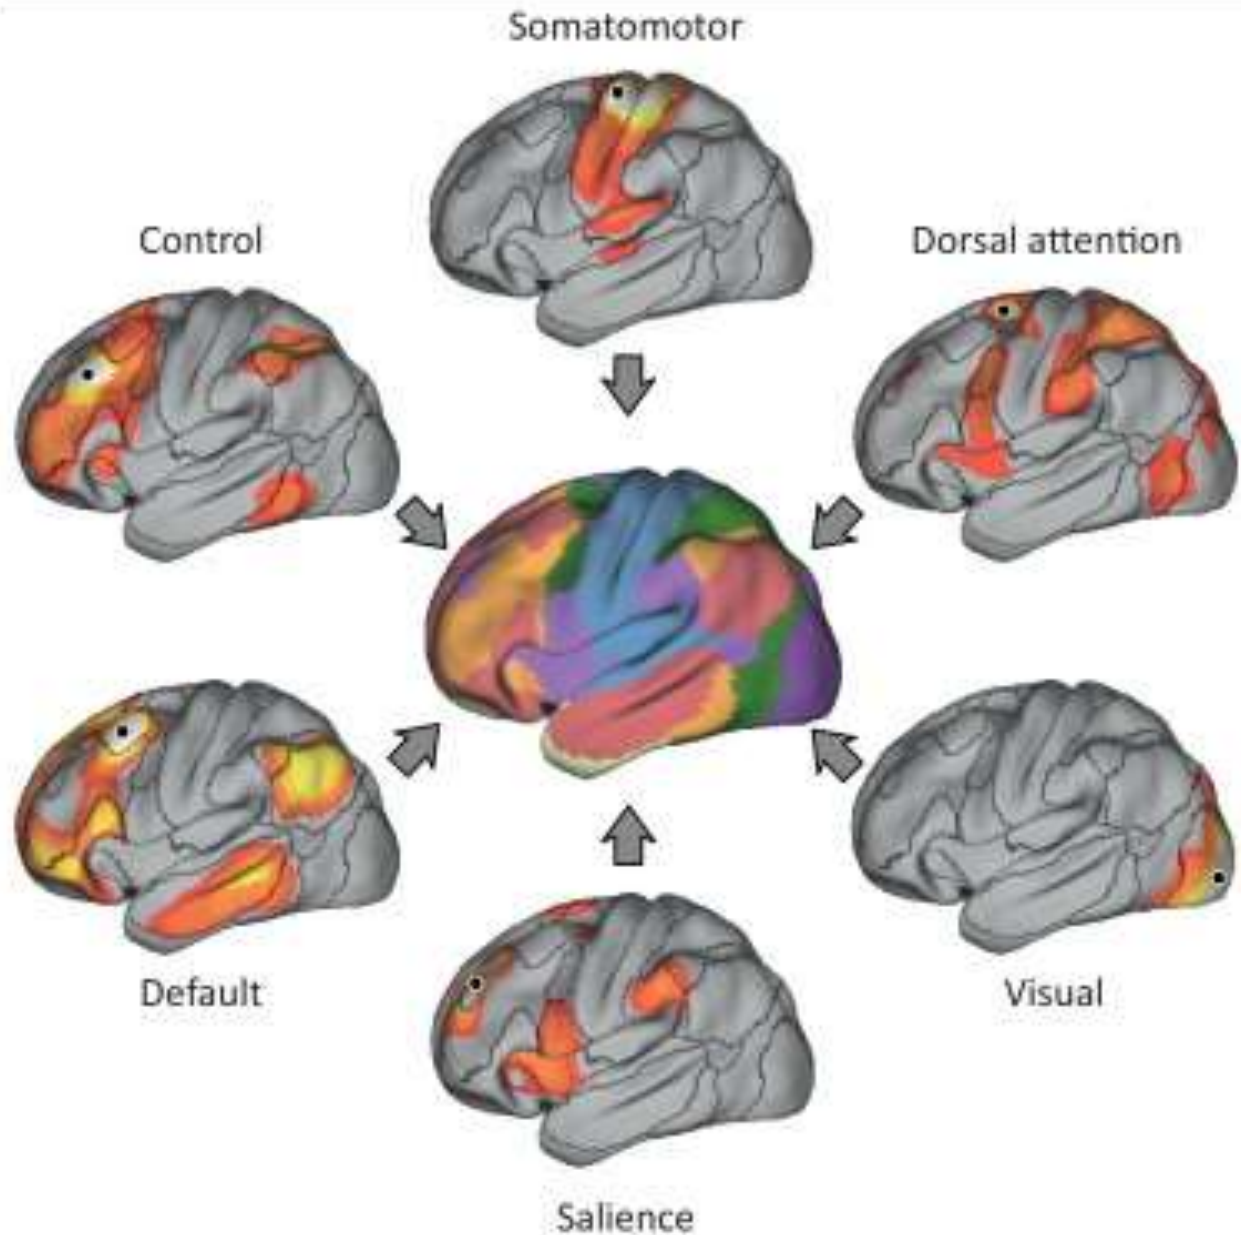 Somatomotor
Control
Dorsal attention
Default
Visual
Salience